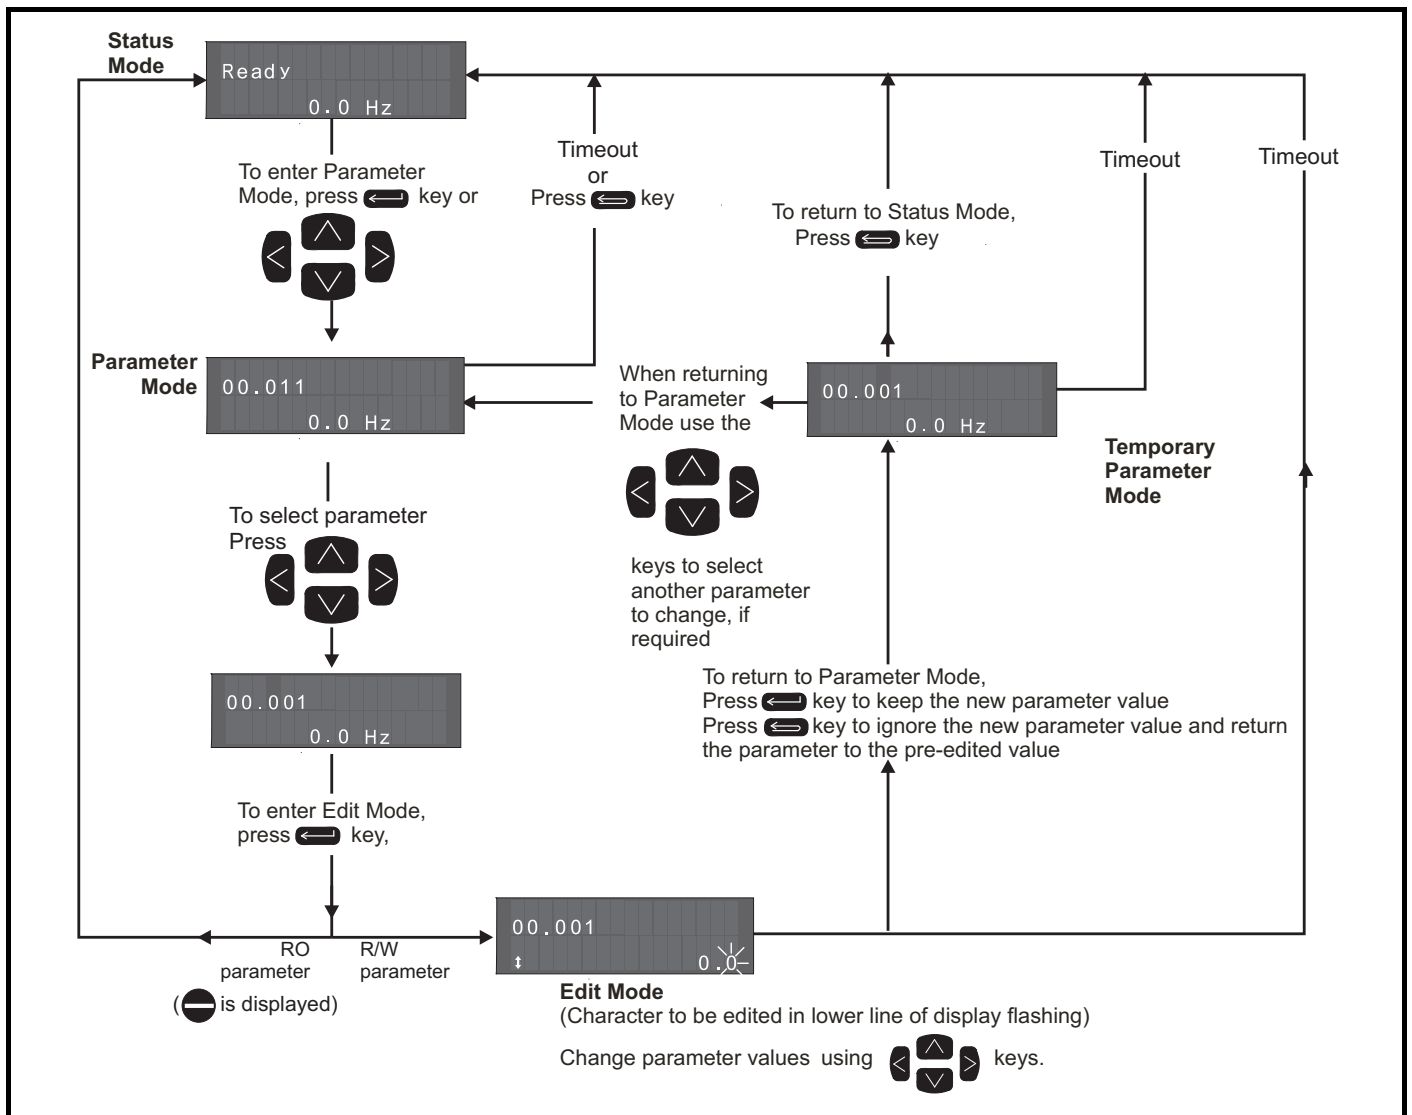 Status
Mode
Ready
0.0 Hz
To enter Parameter
Mode, press key or
Timeout
or
Press key
To return to Status Mode,
Press key
Timeout
Timeout
Parameter
Mode
00.011
0.0 Hz
When returning
to Parameter
Mode use the
keys to select
another parameter
to change, if
required
00.001
0.0 Hz
Temporary
Parameter
Mode
To select parameter
Press
00.001
0.0 Hz
To return to Parameter Mode,
Press key to keep the new parameter value
Press key to ignore the new parameter value and return
the parameter to the pre-edited value
To enter Edit Mode,
press key,
RO
parameter
R/W
parameter
( is displayed)
00.001
0.0
Edit Mode
(Character to be edited in lower line of display flashing)
Change parameter values using keys.